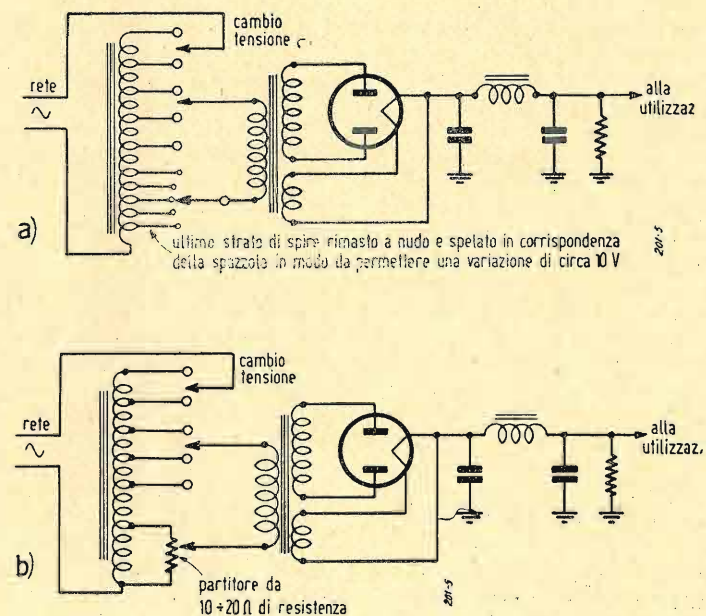 cambio
tensione
rete
alla
utilizzaz
a)
ultimo strato di spire rimasto a nudo e spelato in corrispondenza
della spazzola in modo da permettere una variazione di circa 10 V
201-5
cambio
tensione
rete
alla
utilizzaz.
b)
partitore da
10÷20 Ω di resistenza
201-5